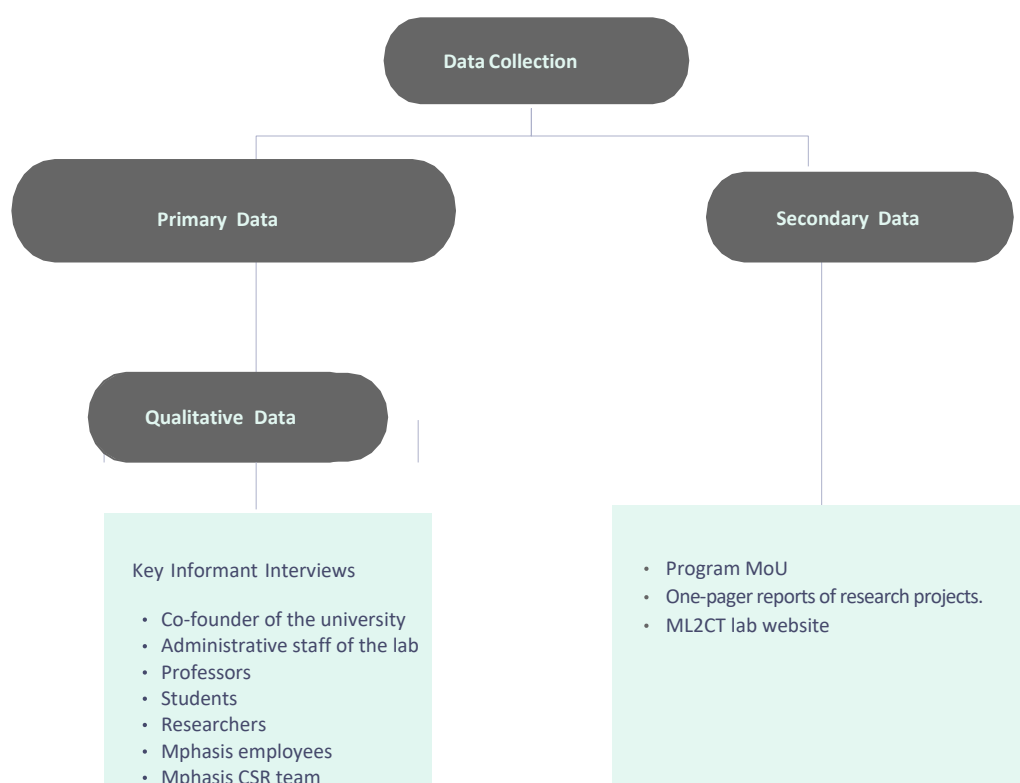 Data Collection
Primary Data
Secondary Data
Qualitative Data
Key Informant Interviews
• Co-founder of the university
• Administrative staff of the lab
• Professors
• Students
• Researchers
• Mphasis employees
• Mphasis CSR team
• Program MoU
• One-pager reports of research projects.
• ML2CT lab website